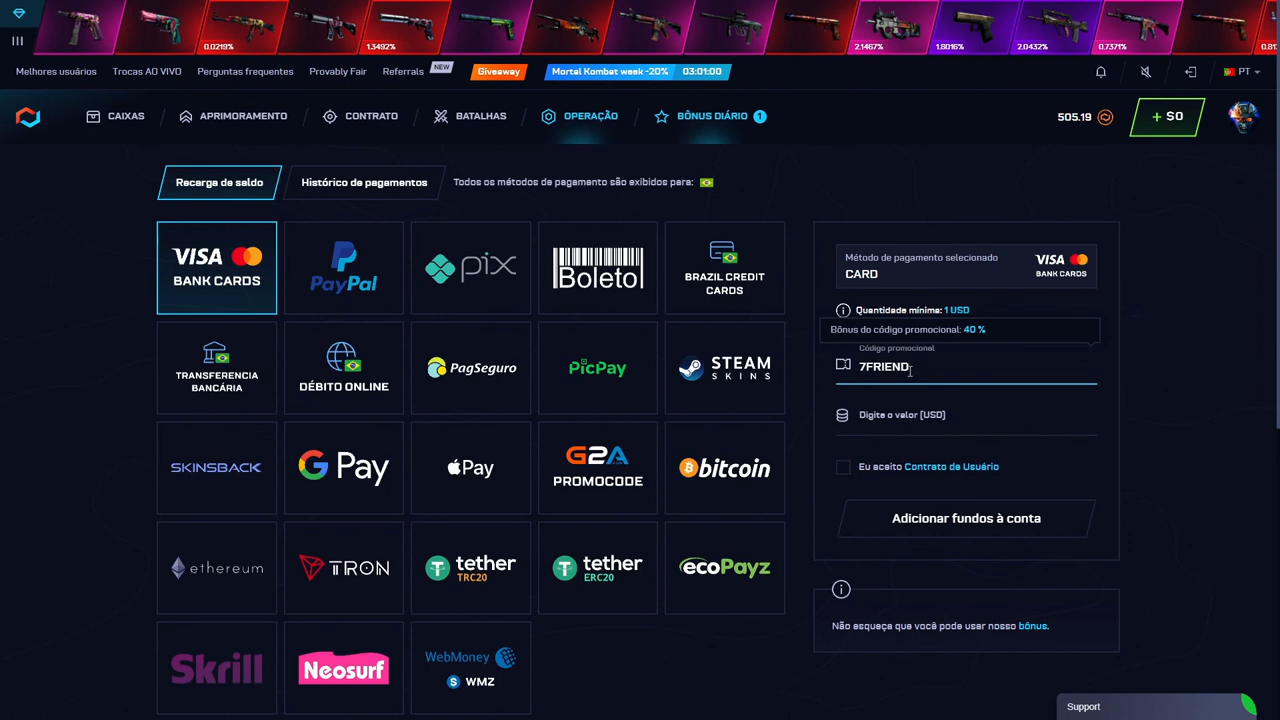 0.0219%
1.3492%
2.1467%
1.8016%
2.0432%
0.7371%
Melhores usuários
Trocas AO VIVO
Perguntas frequentes
Provably Fair
Referrals
NEW
Giveaway
Mortal Kombat week -20%
03:01:00
PT
CAIXAS
APRIMORAMENTO
CONTRATO
BATALHAS
OPERAÇÃO
BÔNUS DIÁRIO
1
505.19
+ SO
Recarga de saldo
Histórico de pagamentos
Todos os métodos de pagamento são exibidos para:
VISA
BANK CARDS
PayPal
pix
Boleto
BRAZIL CREDIT
CARDS
TRANSFERENCIA
BANCÁRIA
DÉBITO ONLINE
PagSeguro
PicPay
STEAM
SKINS
SKINSBACK
G Pay
Pay
G2A
.COM
PROMOCODE
bitcoin
ethereum
TRON
tether
TRC20
tether
ERC20
ecoPayz
Skrill
Neosurf
WebMoney
WMZ
Método de pagamento selecionado
CARD
VISA
BANK CARDS
Quantidade mínima: 1 USD
Bônus do código promocional: 40 %
Código promocional
7FRIEND
Digite o valor [USD]
Eu aceito Contrato de Usuário
Adicionar fundos à conta
Não esqueça que você pode usar nosso bônus.
Support